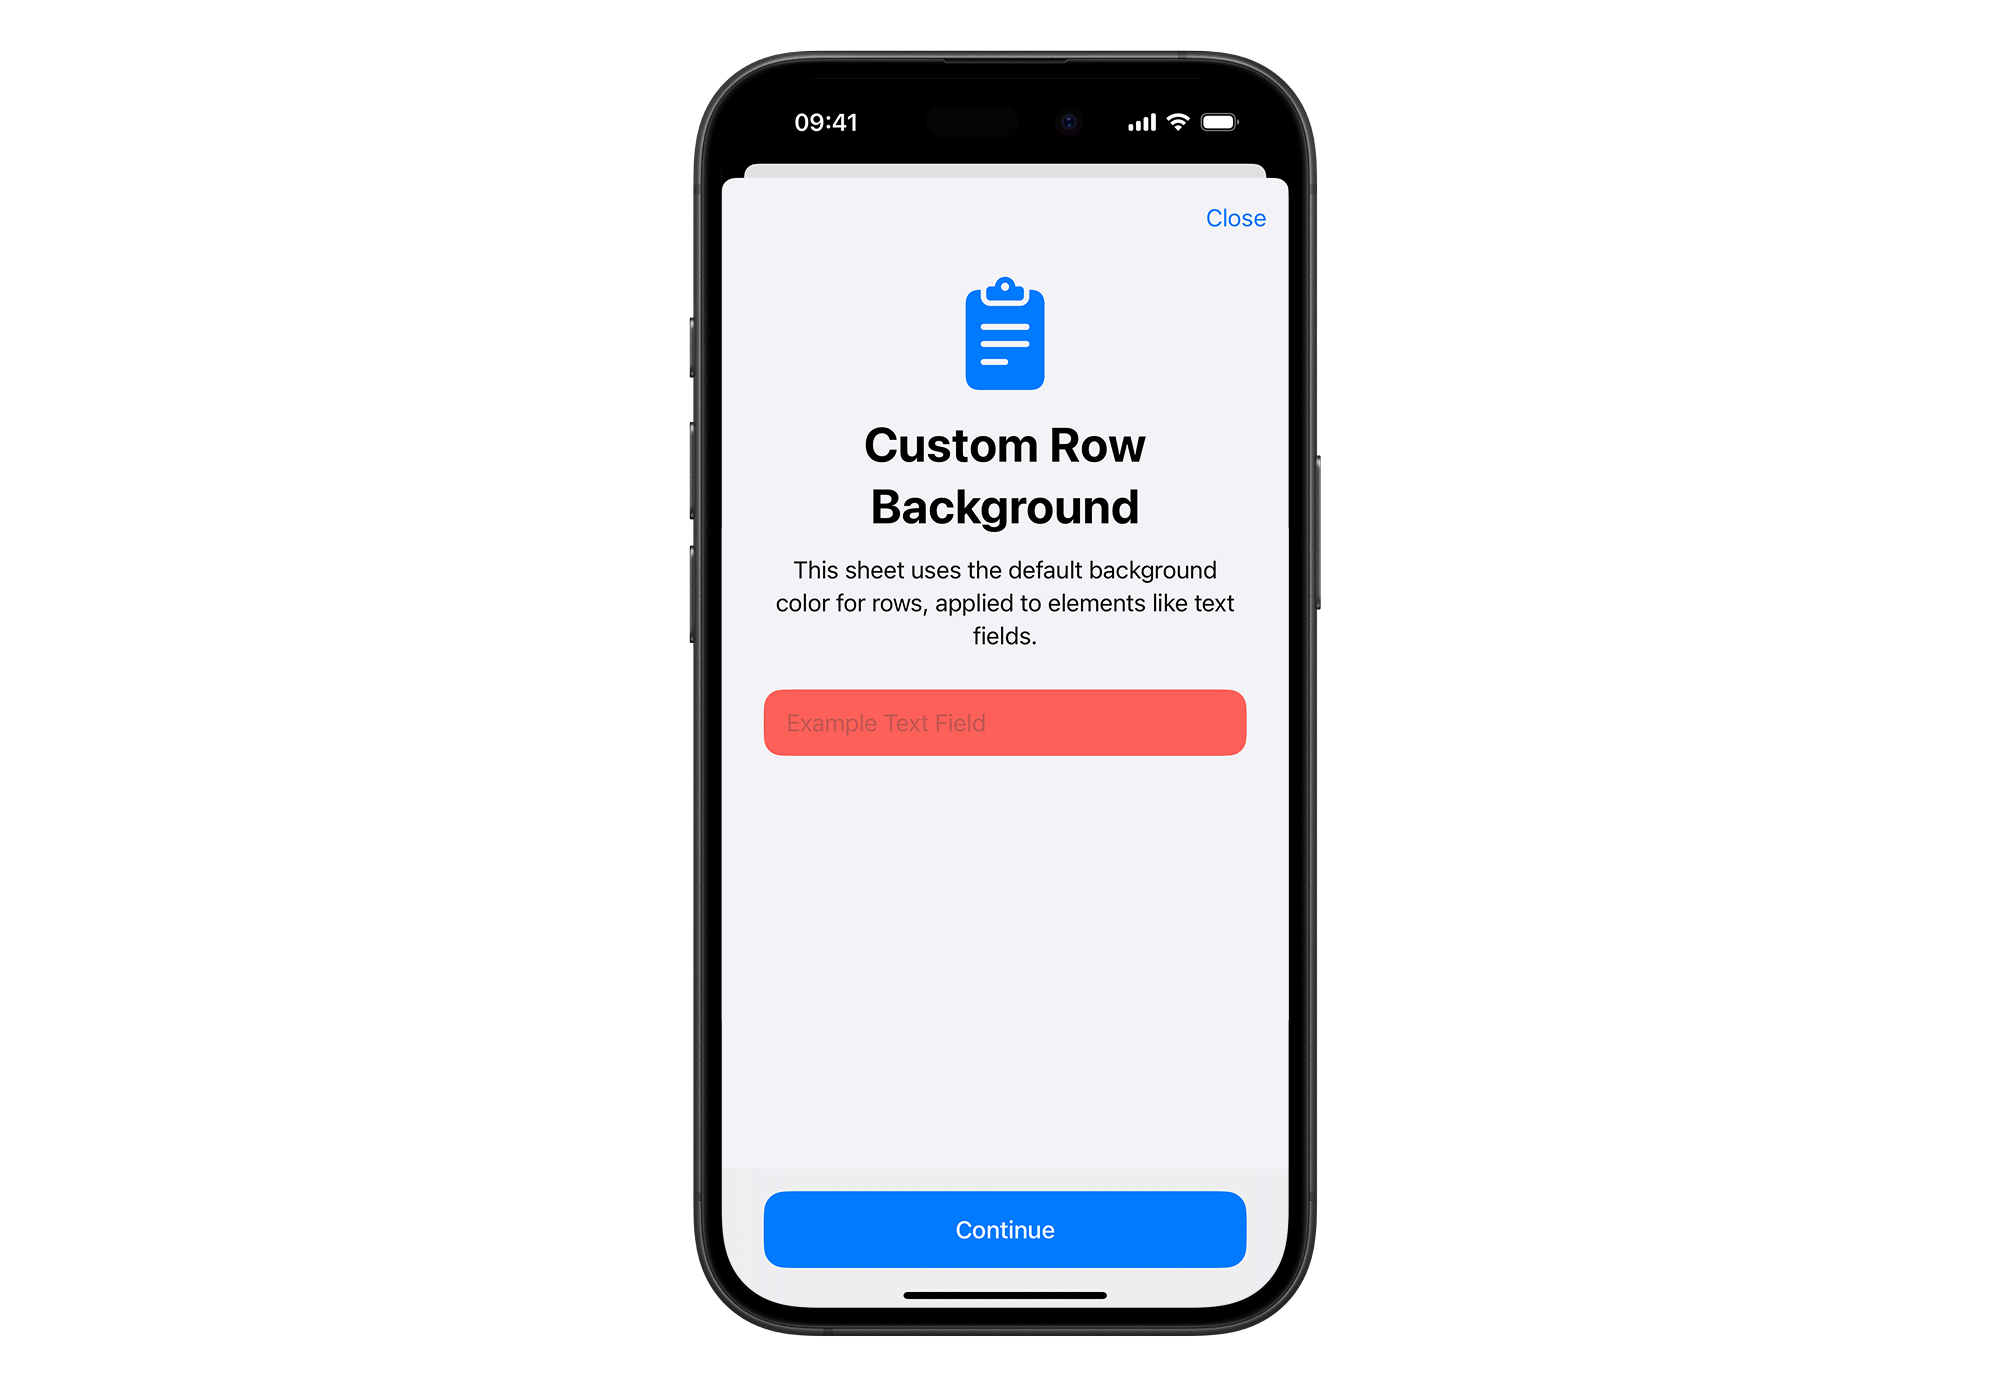 09:41
Close
Custom Row
Background
This sheet uses the default background
color for rows, applied to elements like text
fields.
Example Text Field
Continue